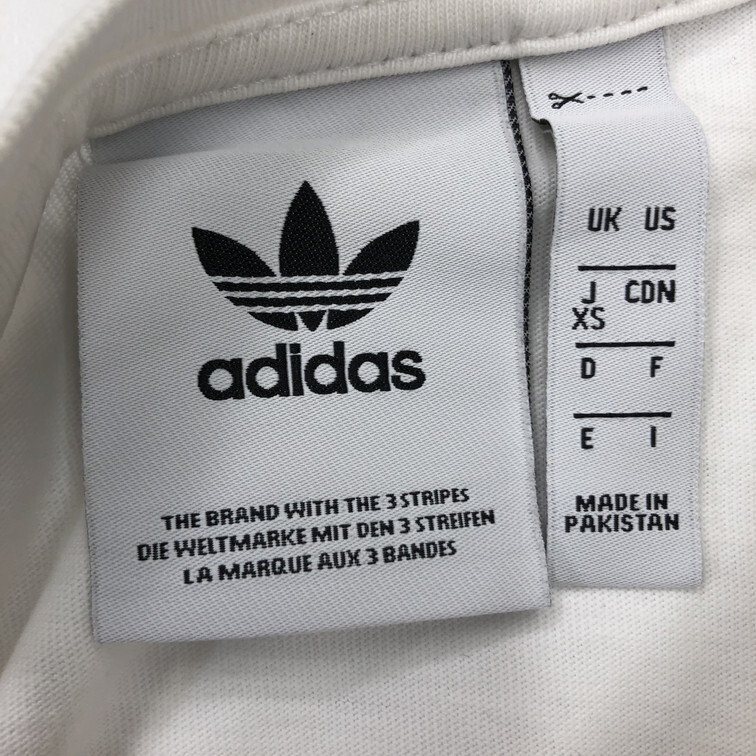 adidas
THE BRAND WITH THE 3 STRIPES
DIE WELTMARKE MIT DEN 3 STREIFEN
LA MARQUE AUX 3 BANDES
UK US
J CDN
XS
D F
E I
MADE IN
PAKISTAN